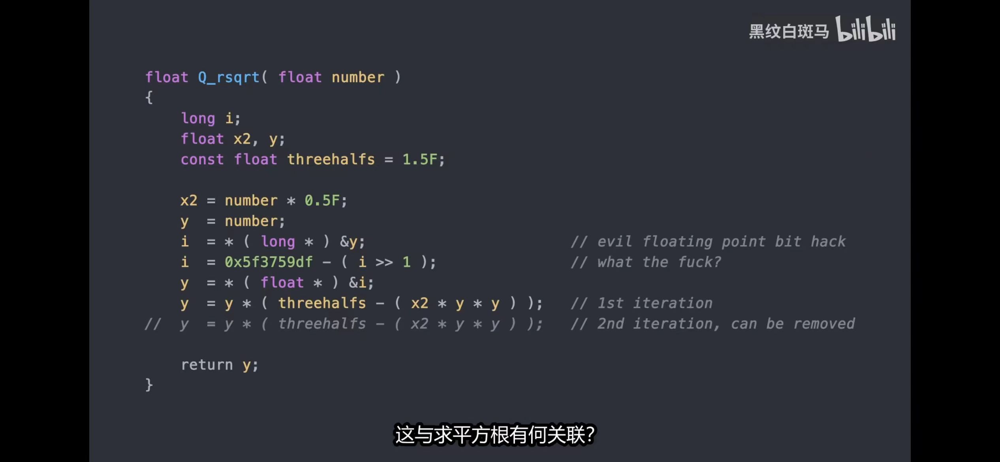 黑纹白斑马 bilibili
float Q_rsqrt( float number )
{
    long i;
    float x2, y;
    const float threehalfs = 1.5F;
    x2 = number * 0.5F;
    y  = number;
    i  = * ( long * ) &y;                       // evil floating point bit hack
    i  = 0x5f3759df - ( i >> 1 );               // what the fuck?
    y  = * ( float * ) &i;
    y  = y * ( threehalfs - ( x2 * y * y ) );   // 1st iteration
//  y  = y * ( threehalfs - ( x2 * y * y ) );   // 2nd iteration, can be removed
    return y;
}
这与求平方根有何关联?